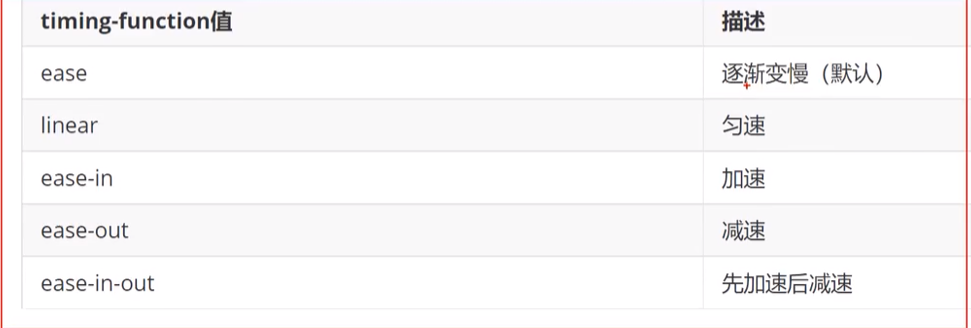 timing-function值 描述
ease 逐渐变慢（默认）
linear 匀速
ease-in 加速
ease-out 减速
ease-in-out 先加速后减速